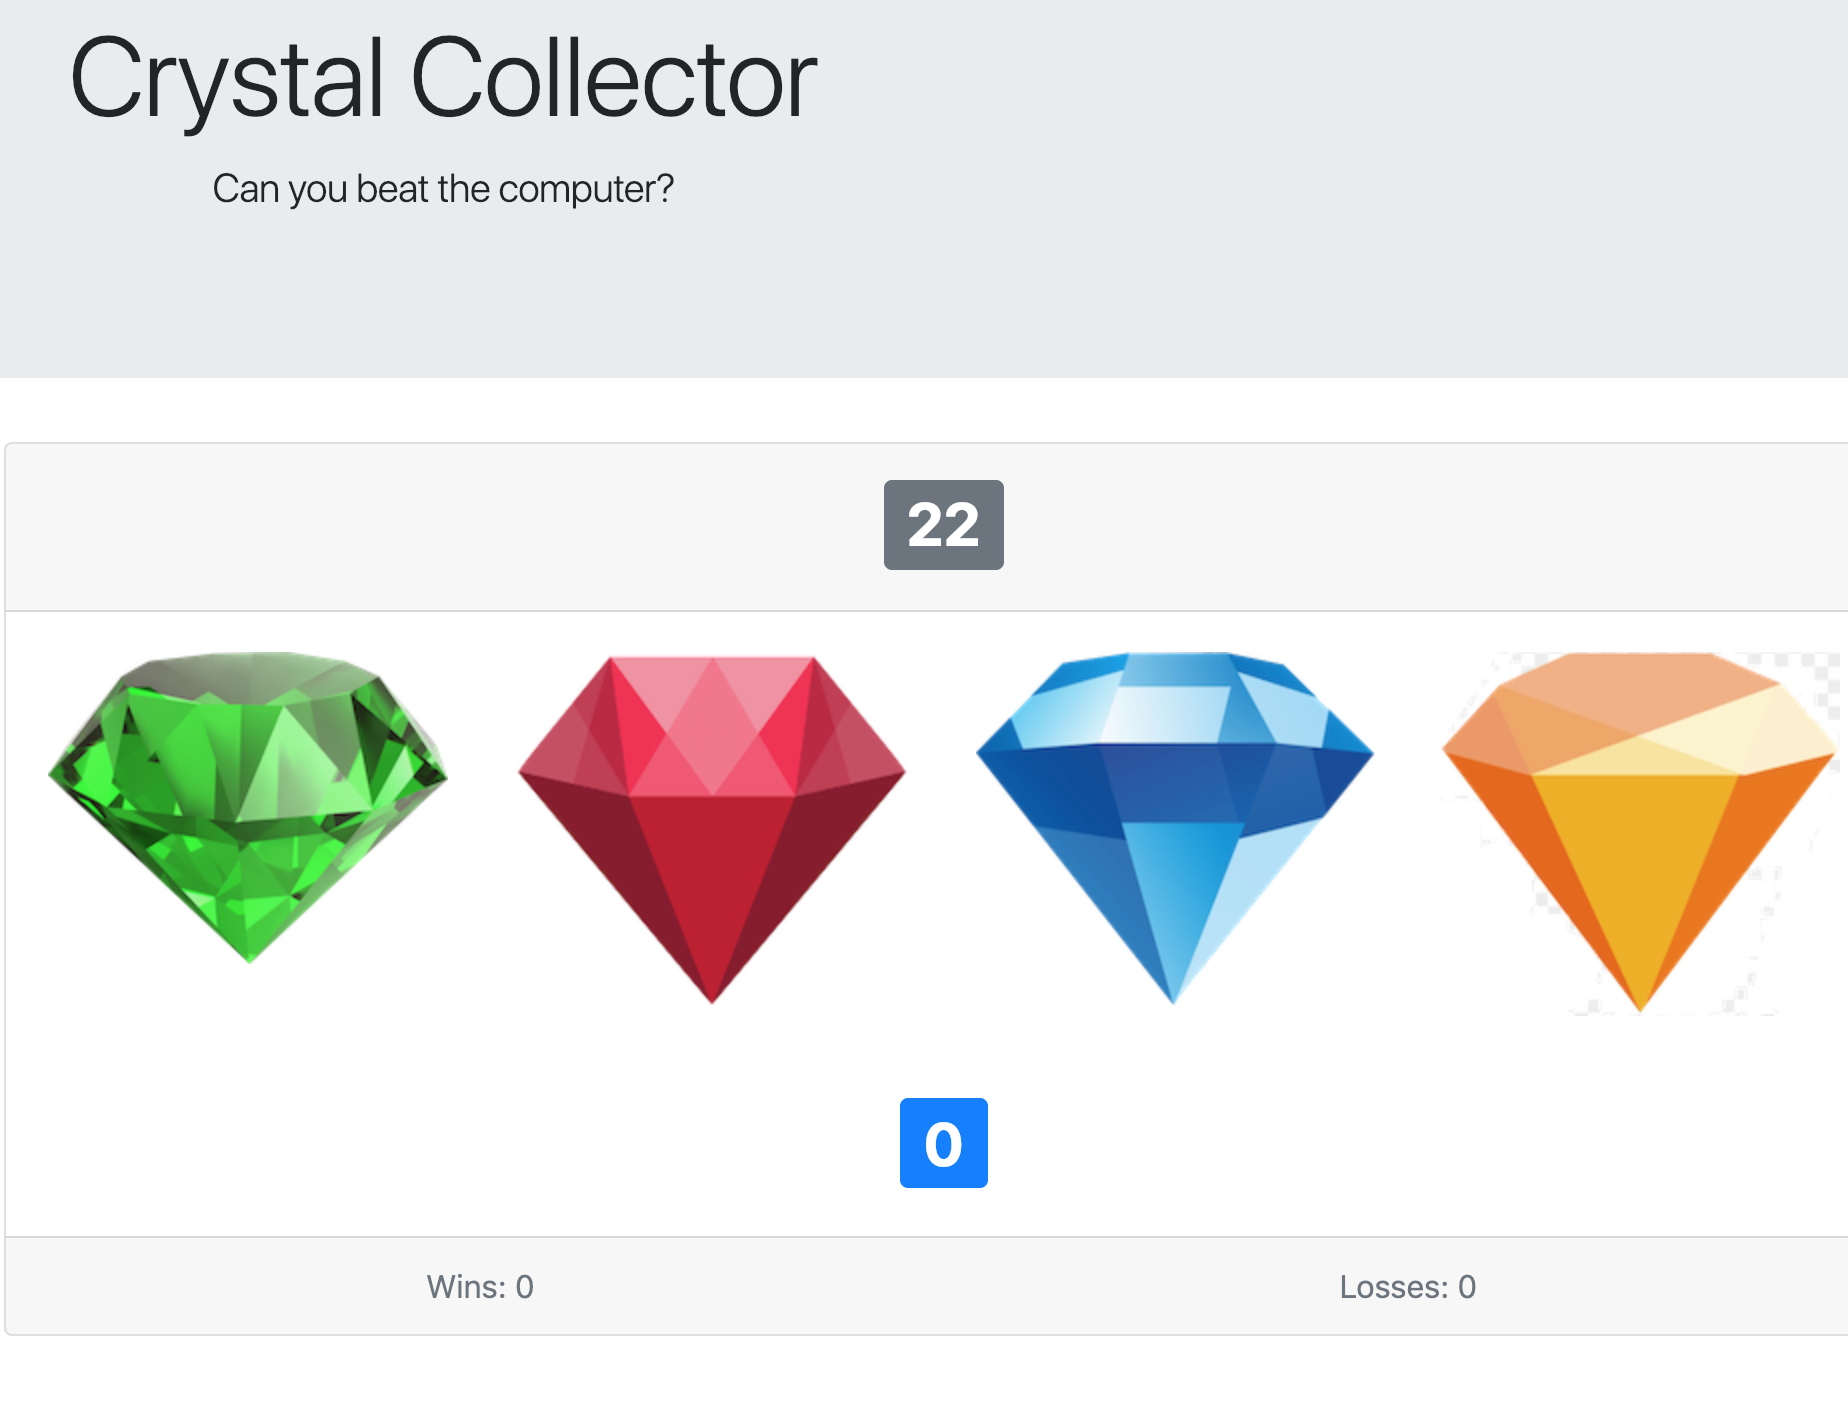 Crystal Collector
Can you beat the computer?
22
0
Wins: 0
Losses: 0